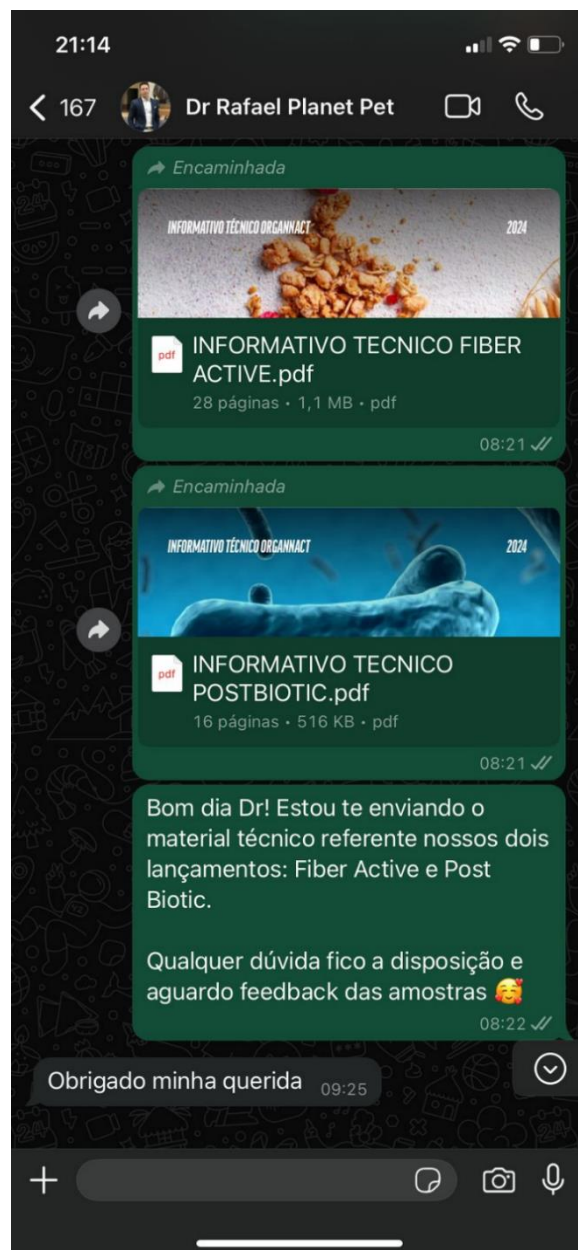 21:14
167
Dr Rafael Planet Pet
Encaminhada
INFORMATIVO TÉCNICO ORGANNACT
2024
pdf
INFORMATIVO TECNICO FIBER
ACTIVE.pdf
28 páginas • 1,1 MB • pdf
08:21
Encaminhada
INFORMATIVO TÉCNICO ORGANNACT
2024
pdf
INFORMATIVO TECNICO
POSTBIOTIC.pdf
16 páginas • 516 KB • pdf
08:21
Bom dia Dr! Estou te enviando o
material técnico referente nossos dois
lançamentos: Fiber Active e Post
Biotic.
Qualquer dúvida fico a disposição e
aguardo feedback das amostras 🥰
08:22
Obrigado minha querida 09:25